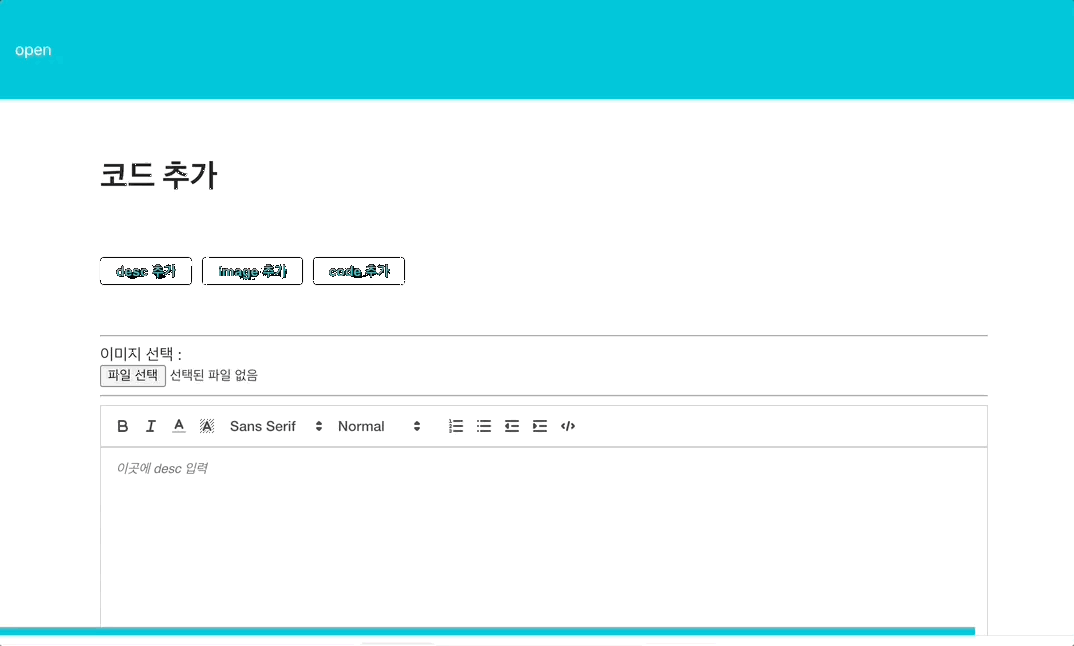 open
코드 추가
desc 추가 image 추가 code 추가
이미지 선택 :
파일 선택 선택된 파일 없음
B I A A Sans Serif Normal
이곳에 desc 입력